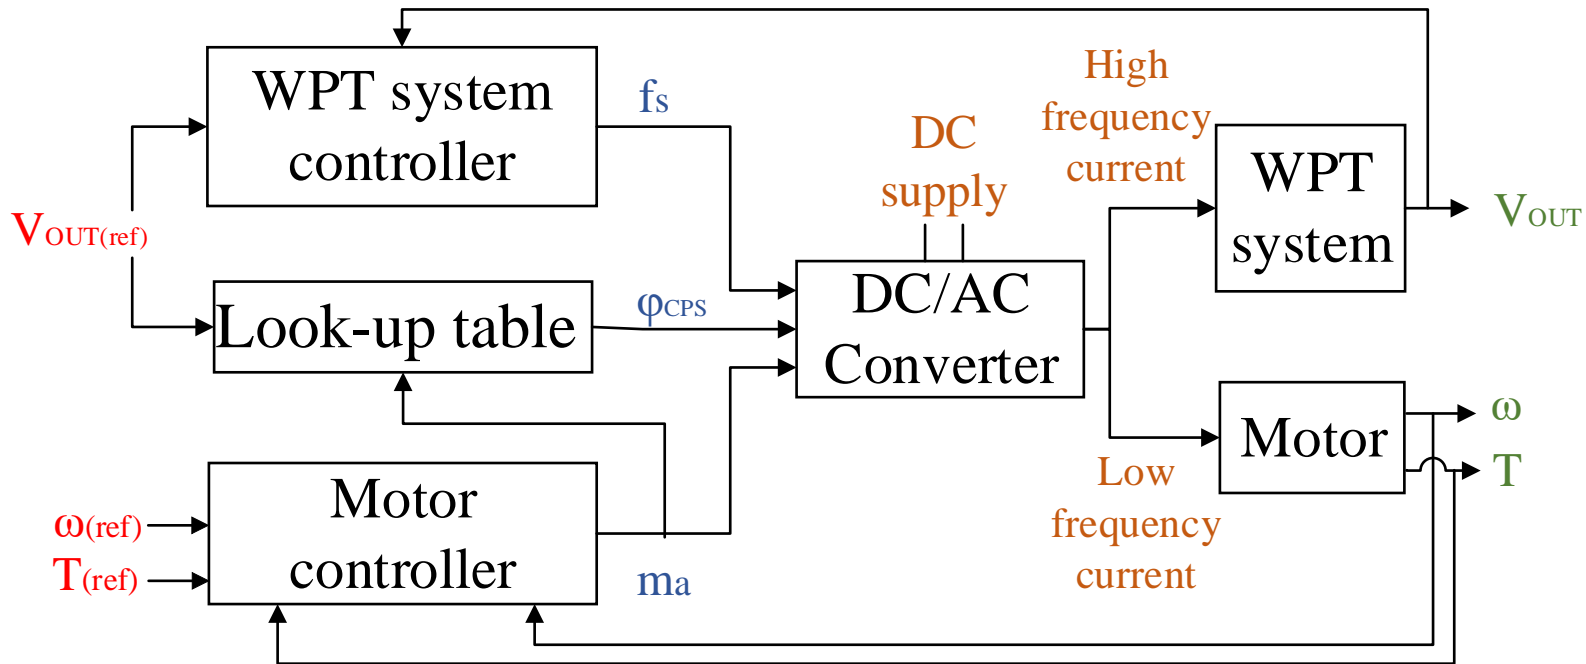 WPT system
controller
fs
High
frequency
current
DC
supply
WPT
system
VOUT
VOUT(ref)
Look-up table
φCPS
DC/AC
Converter
Motor
ω
T
Low
frequency
current
Motor
controller
ω(ref)
T(ref)
ma